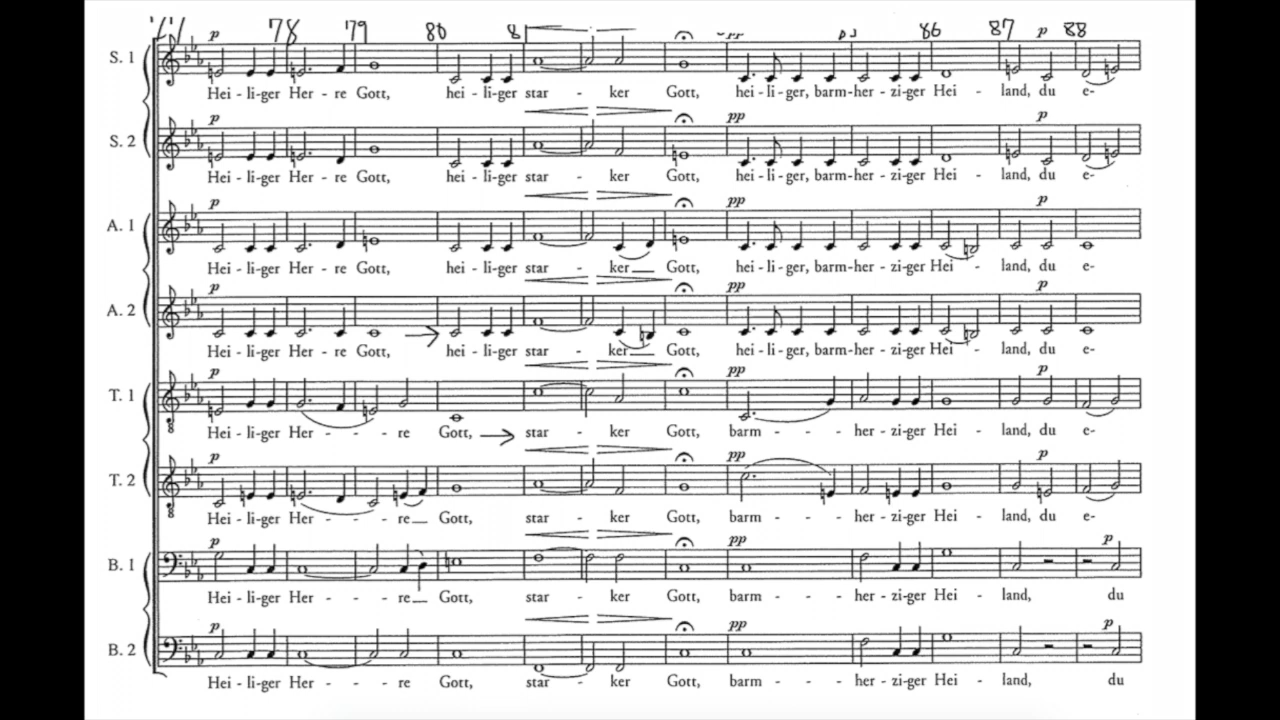 78 79 80 8 86 87 88
p p
S. 1
Hei - li-ger Her - re Gott, hei - li-ger star - ker Gott, hei - li - ger, barm-her - zi-ger Hei - land, du e-
p pp p
S. 2
Hei - li-ger Her - re Gott, hei - li-ger star - ker Gott, hei - li - ger, barm-her - zi-ger Hei - land, du e-
p pp p
A. 1
Hei - li-ger Her - re Gott, hei - li-ger star - ker Gott, hei - li - ger, barm-her - zi-ger Hei - land, du e-
p pp p
A. 2
Hei - li-ger Her - re Gott, hei - li-ger star - ker Gott, hei - li - ger, barm-her - zi-ger Hei - land, du e-
p pp p
T. 1
8
Hei - li-ger Her - - - re Gott, star - ker Gott, barm - - - her - zi-ger Hei - land, du e-
p pp p
T. 2
8
Hei - li-ger Her - - - re Gott, star - ker Gott, barm - - - her - zi-ger Hei - land, du e-
p pp p
B. 1
Hei - li-ger Her - - - re Gott, star - ker Gott, barm - - - her - zi-ger Hei - land, du
p pp p
B. 2
Hei - li-ger Her - - - re Gott, star - ker Gott, barm - - - - her - zi-ger Hei - land, du